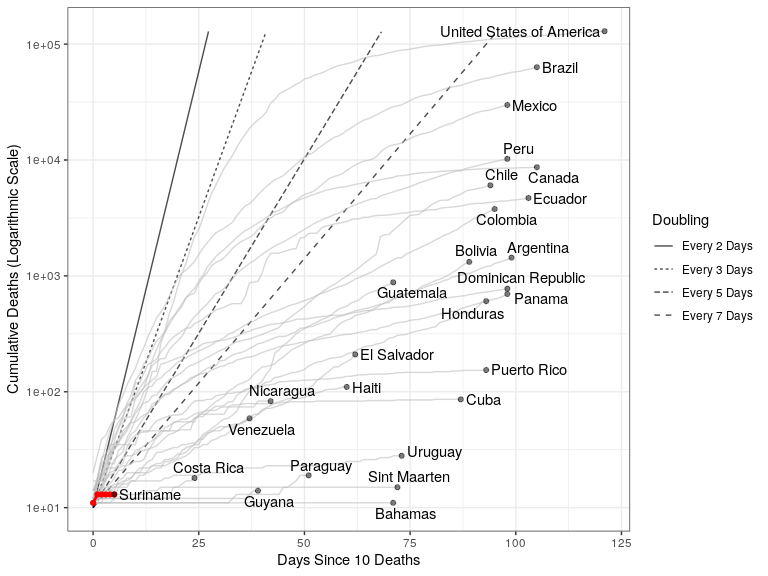 Cumulative Deaths (Logarithmic Scale)
1e+05
1e+04
1e+03
1e+02
1e+01
United States of America
Brazil
Mexico
Peru
Chile
Canada
Ecuador
Colombia
Bolivia
Argentina
Dominican Republic
Guatemala
Panama
Honduras
El Salvador
Puerto Rico
Nicaragua
Haiti
Cuba
Venezuela
Uruguay
Costa Rica
Paraguay
Sint Maarten
Suriname
Guyana
Bahamas
0
25
50
75
100
125
Days Since 10 Deaths
Doubling
Every 2 Days
Every 3 Days
Every 5 Days
Every 7 Days